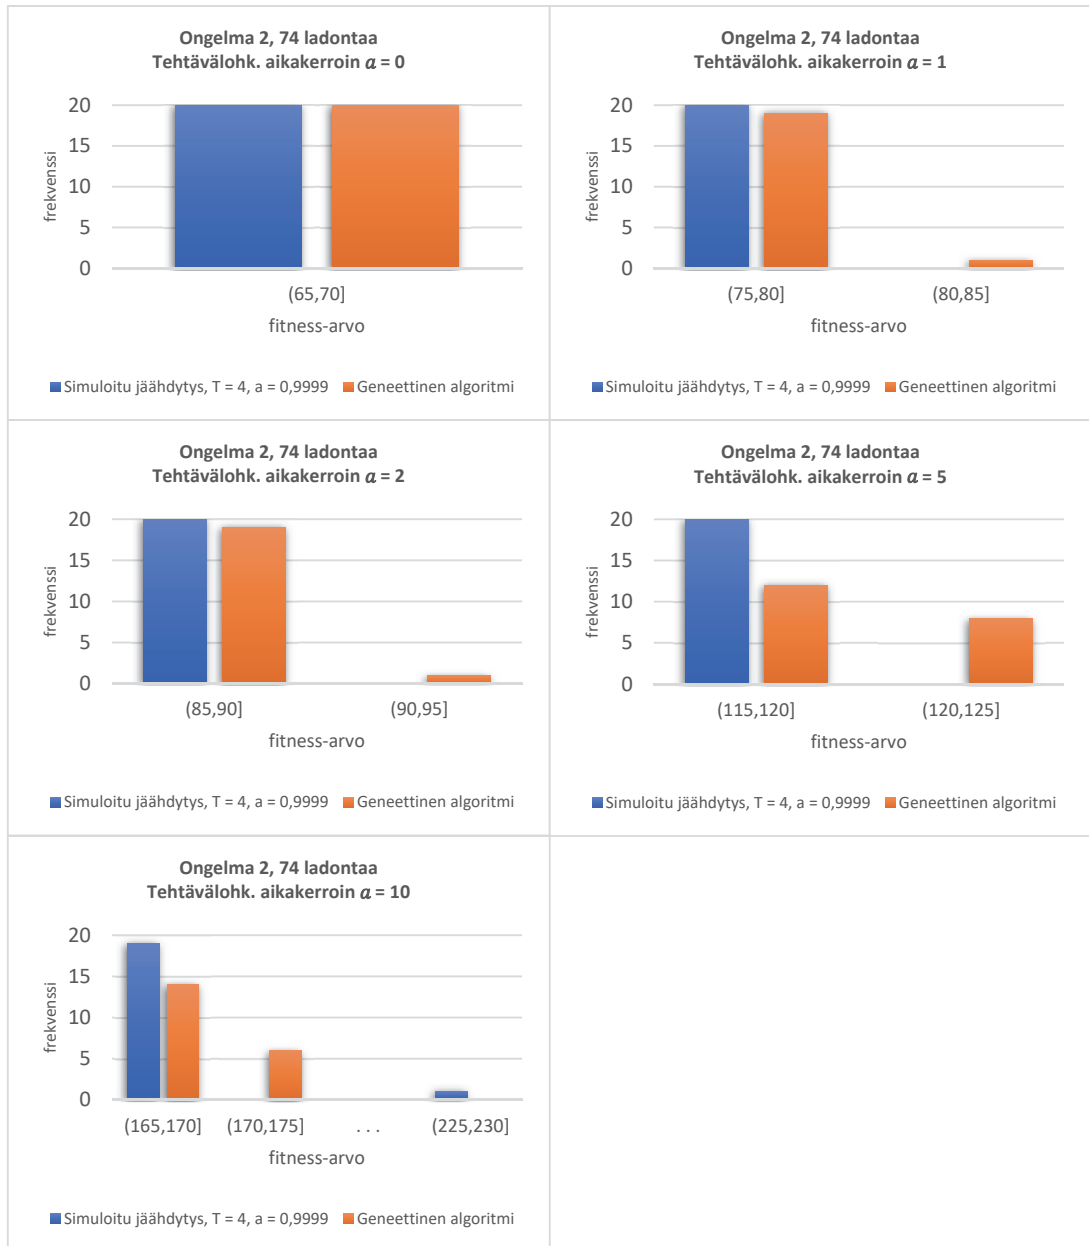 Ongelma 2, 74 ladontaa
Tehtävälohk. aikakerroin a = 0
20
15
10
5
0
frekvenssi
(65,70]
fitness-arvo
Simuloitu jäähdytys, T = 4, a = 0,9999 Geneettinen algoritmi
Ongelma 2, 74 ladontaa
Tehtävälohk. aikakerroin a = 1
20
15
10
5
0
frekvenssi
(75,80] (80,85]
fitness-arvo
Simuloitu jäähdytys, T = 4, a = 0,9999 Geneettinen algoritmi
Ongelma 2, 74 ladontaa
Tehtävälohk. aikakerroin a = 2
20
15
10
5
0
frekvenssi
(85,90] (90,95]
fitness-arvo
Simuloitu jäähdytys, T = 4, a = 0,9999 Geneettinen algoritmi
Ongelma 2, 74 ladontaa
Tehtävälohk. aikakerroin a = 5
20
15
10
5
0
frekvenssi
(115,120] (120,125]
fitness-arvo
Simuloitu jäähdytys, T = 4, a = 0,9999 Geneettinen algoritmi
Ongelma 2, 74 ladontaa
Tehtävälohk. aikakerroin a = 10
20
15
10
5
0
frekvenssi
(165,170] (170,175] . . . (225,230]
fitness-arvo
Simuloitu jäähdytys, T = 4, a = 0,9999 Geneettinen algoritmi